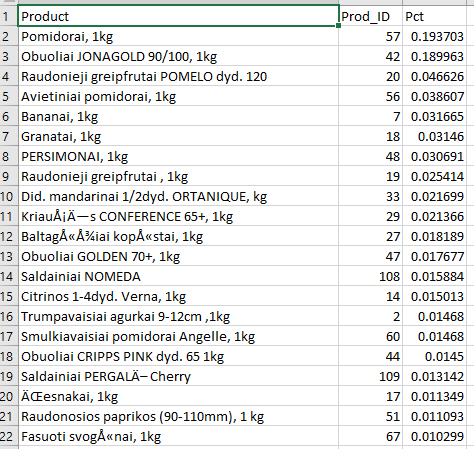 1 Product Prod_ID Pct
2 Pomidorai, 1kg 57 0.193703
3 Obuoliai JONAGOLD 90/100, 1kg 42 0.189963
4 Raudonieji greipfrutai POMELO dyd. 120 20 0.046626
5 Avietiniai pomidorai, 1kg 56 0.038607
6 Bananai, 1kg 7 0.031665
7 Granatai, 1kg 18 0.03146
8 PERSIMONAI, 1kg 48 0.030691
9 Raudonieji greipfrutai , 1kg 19 0.025414
10 Did. mandarinai 1/2dyd. ORTANIQUE, kg 33 0.021699
11 KriauÅ¡Ä—s CONFERENCE 65+, 1kg 29 0.021366
12 BaltagÅ«Å¾iai kopÅ«stai, 1kg 27 0.018189
13 Obuoliai GOLDEN 70+, 1kg 47 0.017677
14 Saldainiai NOMEDA 108 0.015884
15 Citrinos 1-4dyd. Verna, 1kg 14 0.015013
16 Trumpavaisiai agurkai 9-12cm ,1kg 2 0.01468
17 Smulkiavaisiai pomidorai Angelle, 1kg 60 0.01468
18 Obuoliai CRIPPS PINK dyd. 65 1kg 44 0.0145
19 Saldainiai PERGALÄ– Cherry 109 0.013142
20 ÄŒesnakai, 1kg 17 0.011349
21 Raudonosios paprikos (90-110mm), 1 kg 51 0.011093
22 Fasuoti svogÅ«nai, 1kg 67 0.010299